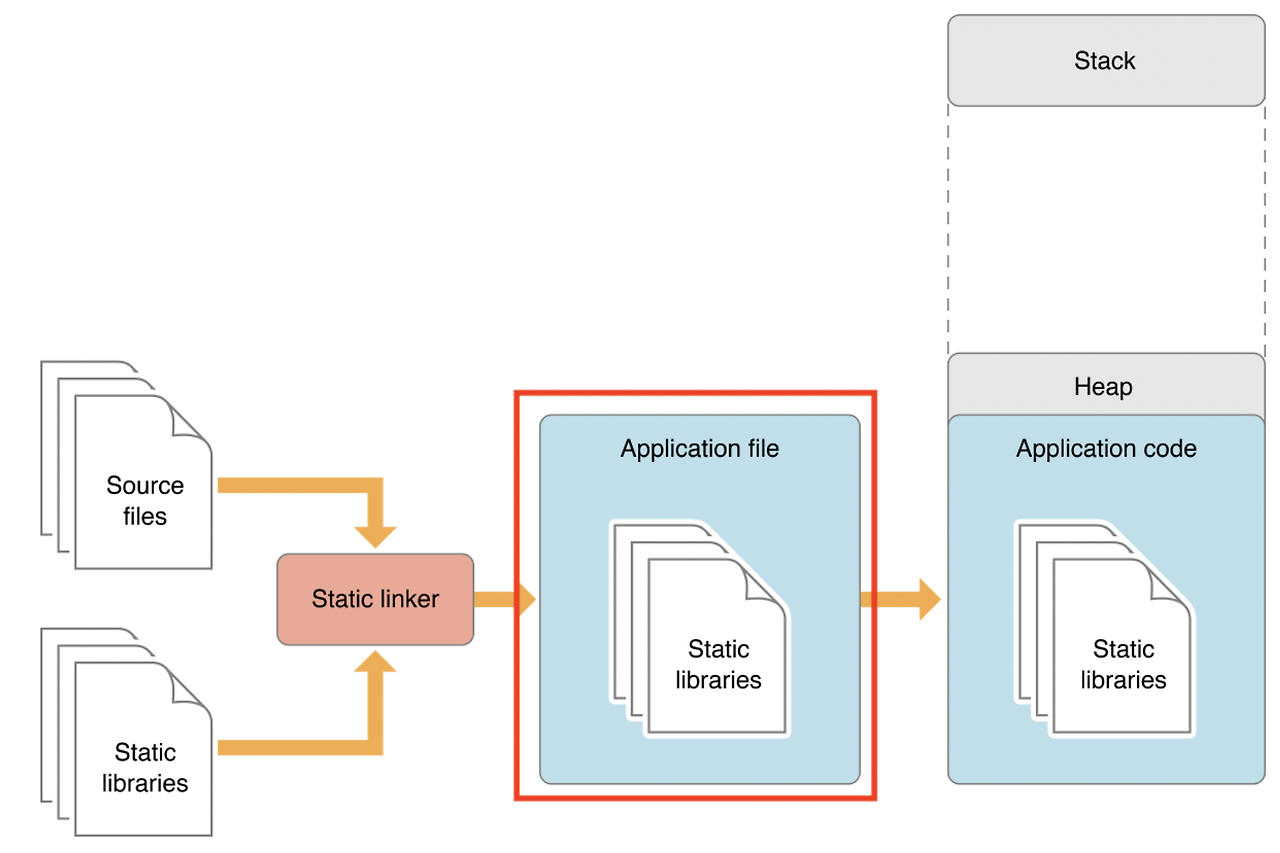 Stack
Heap
Application code
Static
libraries
Application file
Static
libraries
Source
files
Static linker
Static
libraries